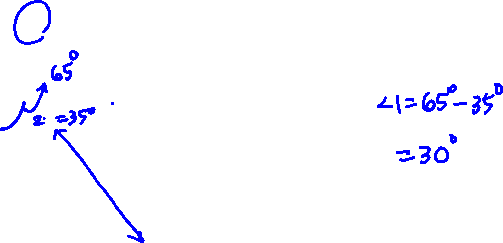 65°
2 = 35°
∠1 = 65° - 35°
= 30°